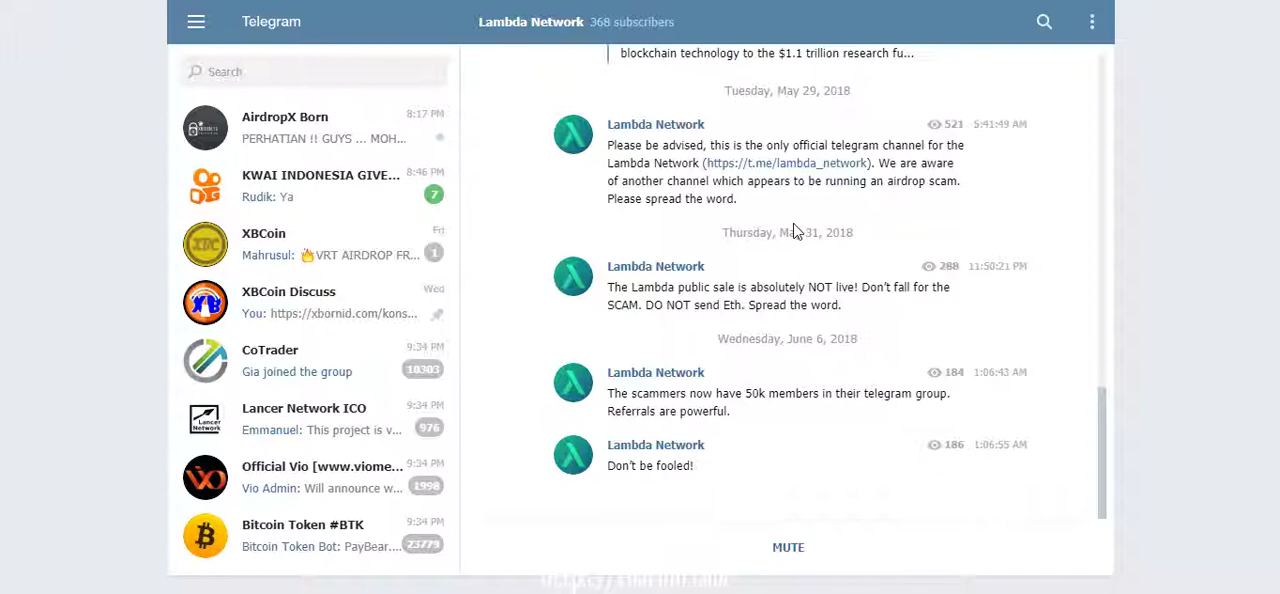 Telegram
Lambda Network 368 subscribers
Search
AirdropX Born 8:17 PM
PERHATIAN !! GUYS ... MOH...
KWAI INDONESIA GIVE... 8:46 PM
Rudik: Ya 7
XBCoin Fri
Mahrusul: 🔥VRT AIRDROP FR... 1
XBCoin Discuss Wed
You: https://xbornid.com/kons...
CoTrader 9:34 PM
Gia joined the group 10303
Lancer Network ICO 9:34 PM
Emmanuel: This project is v... 976
Official Vio [www.viome... 9:34 PM
Vio Admin: Will announce w... 1998
Bitcoin Token #BTK 9:34 PM
Bitcoin Token Bot: PayBear.... 23779
blockchain technology to the $1.1 trillion research fu...
Tuesday, May 29, 2018
Lambda Network 521 5:41:49 AM
Please be advised, this is the only official telegram channel for the
Lambda Network (https://t.me/lambda_network). We are aware
of another channel which appears to be running an airdrop scam.
Please spread the word.
Thursday, May 31, 2018
Lambda Network 288 11:50:21 PM
The Lambda public sale is absolutely NOT live! Don't fall for the
SCAM. DO NOT send Eth. Spread the word.
Wednesday, June 6, 2018
Lambda Network 184 1:06:43 AM
The scammers now have 50k members in their telegram group.
Referrals are powerful.
Lambda Network 186 1:06:55 AM
Don't be fooled!
MUTE